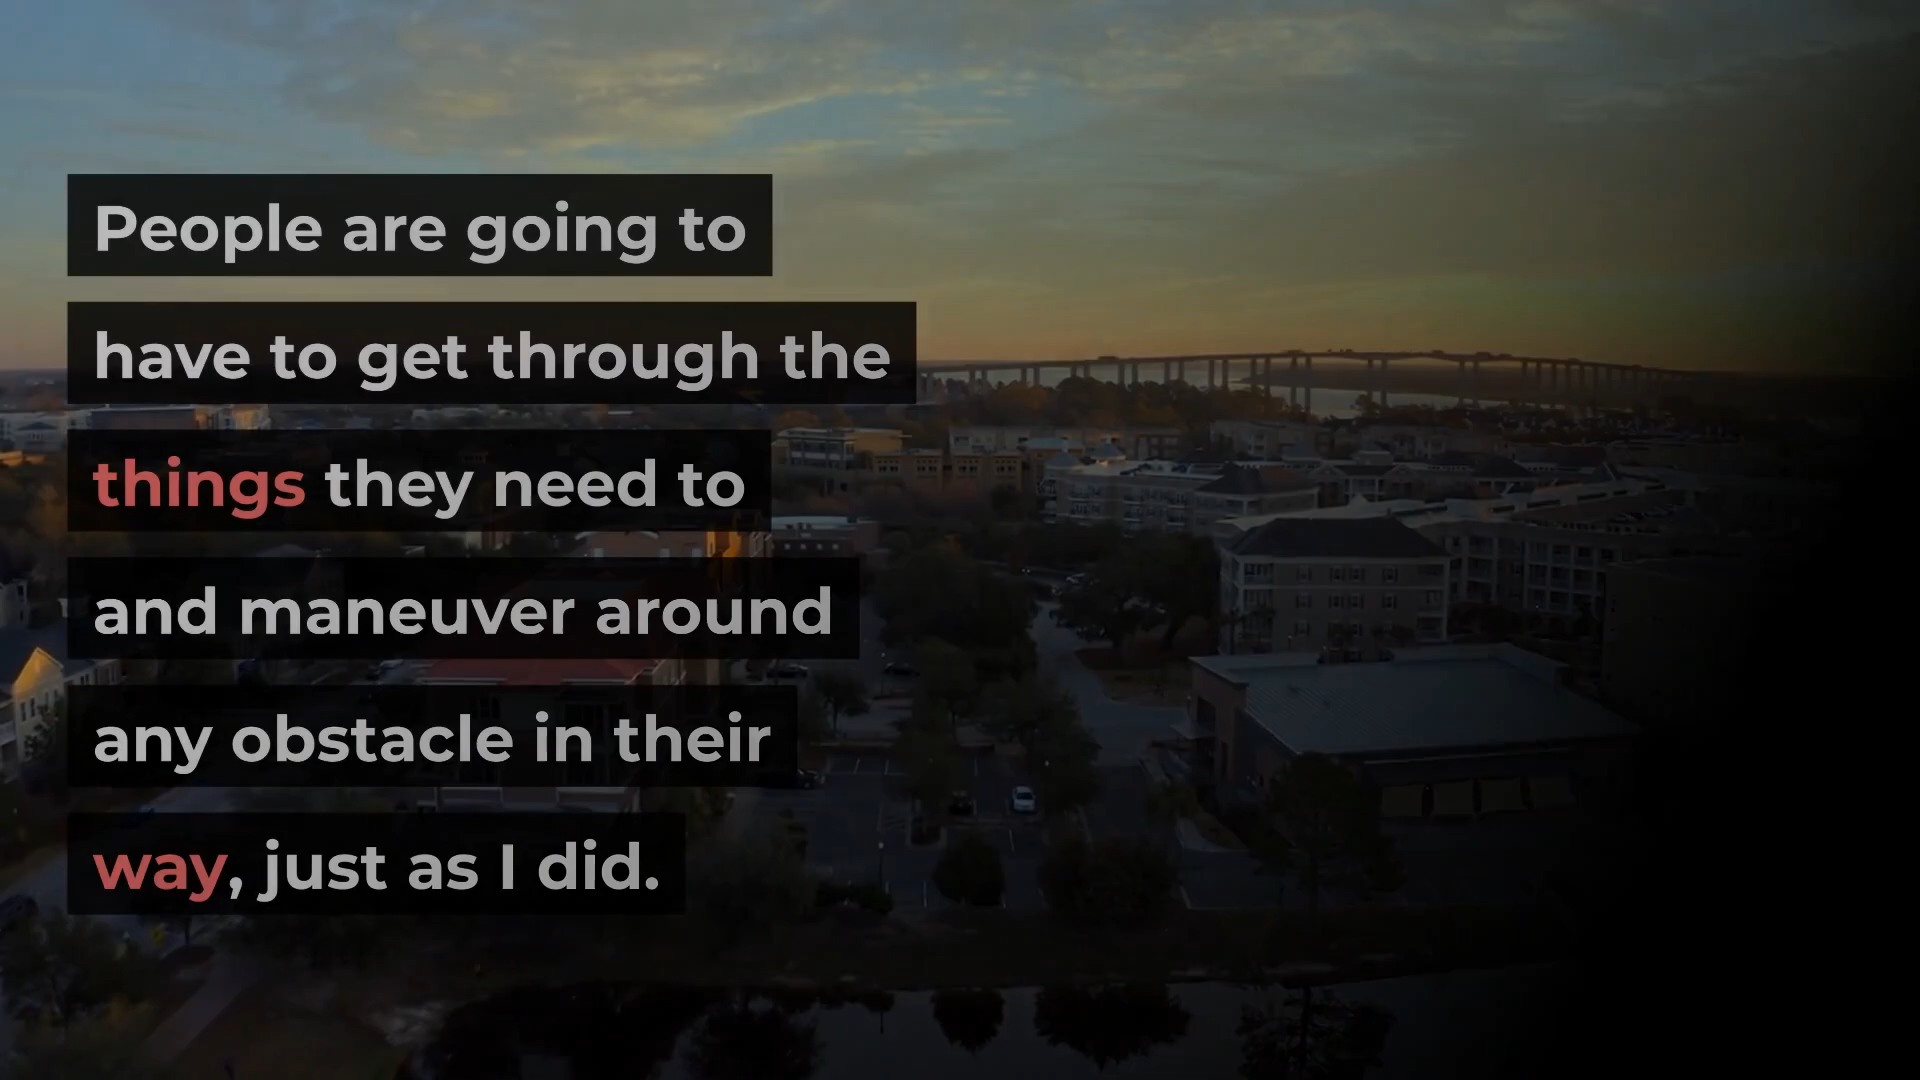 People are going to
have to get through the
things they need to
and maneuver around
any obstacle in their
way, just as I did.